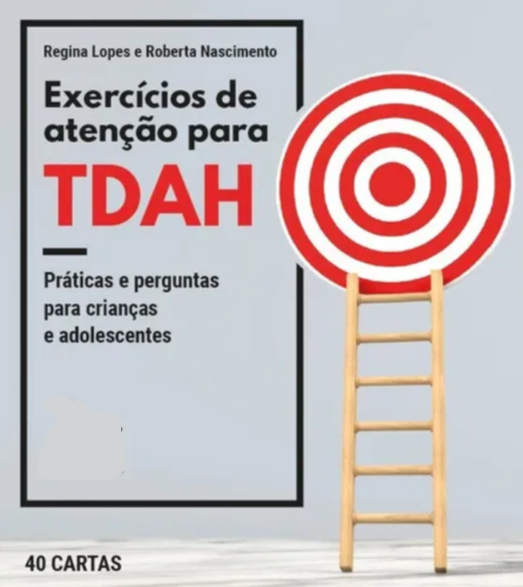 Regina Lopes e Roberta Nascimento
Exercícios de
atenção para
TDAH
Práticas e perguntas
para crianças
e adolescentes
40 CARTAS